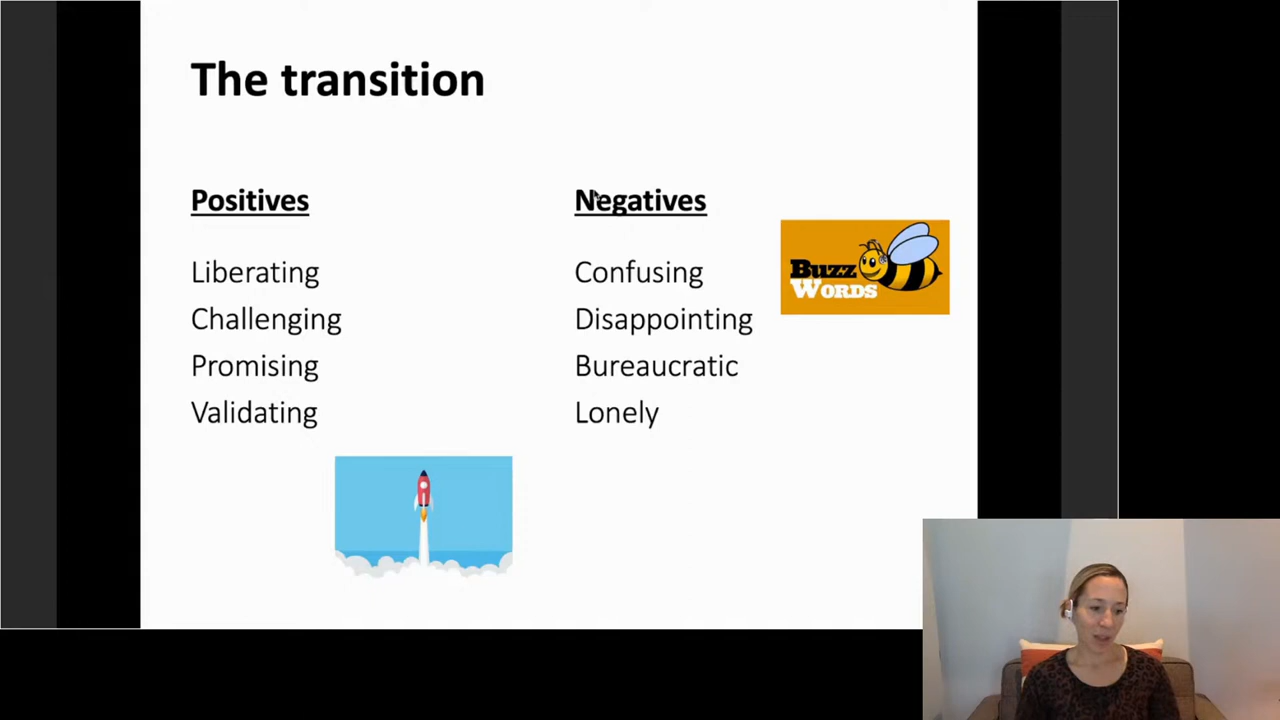 The transition
Positives
Liberating
Challenging
Promising
Validating
Negatives
Confusing
Disappointing
Bureaucratic
Lonely
Buzz
Words